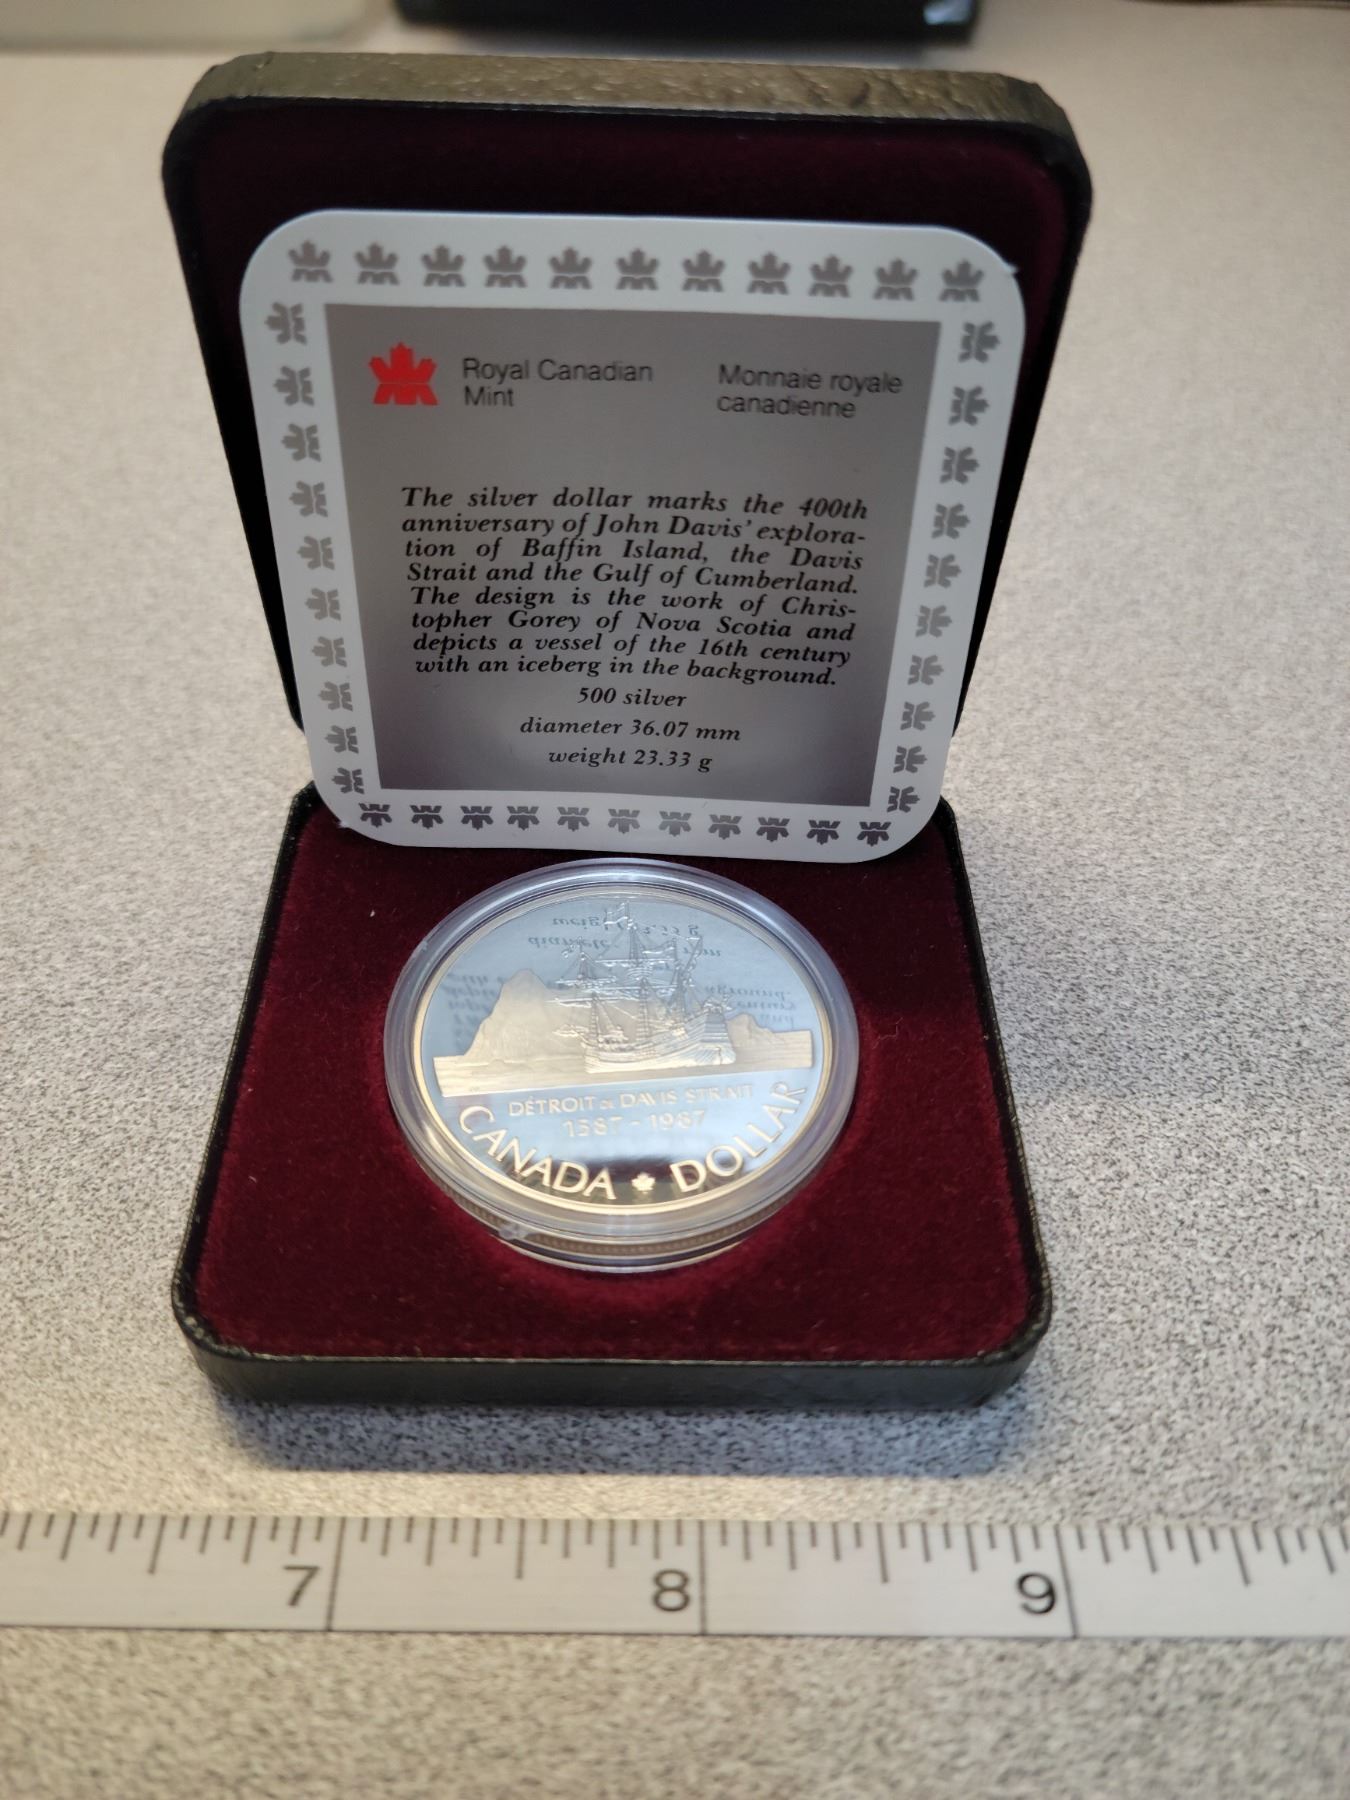 Royal Canadian Mint
Monnaie royale canadienne
The silver dollar marks the 400th
anniversary of John Davis' explora-
tion of Baffin Island, the Davis
Strait and the Gulf of Cumberland.
The design is the work of Chris-
topher Gorey of Nova Scotia and
depicts a vessel of the 16th century
with an iceberg in the background.
500 silver
diameter 36.07 mm
weight 23.33 g
DÉTROIT DE DAVIS STRAIT
1587-1987
CANADA DOLLAR
7 8 9